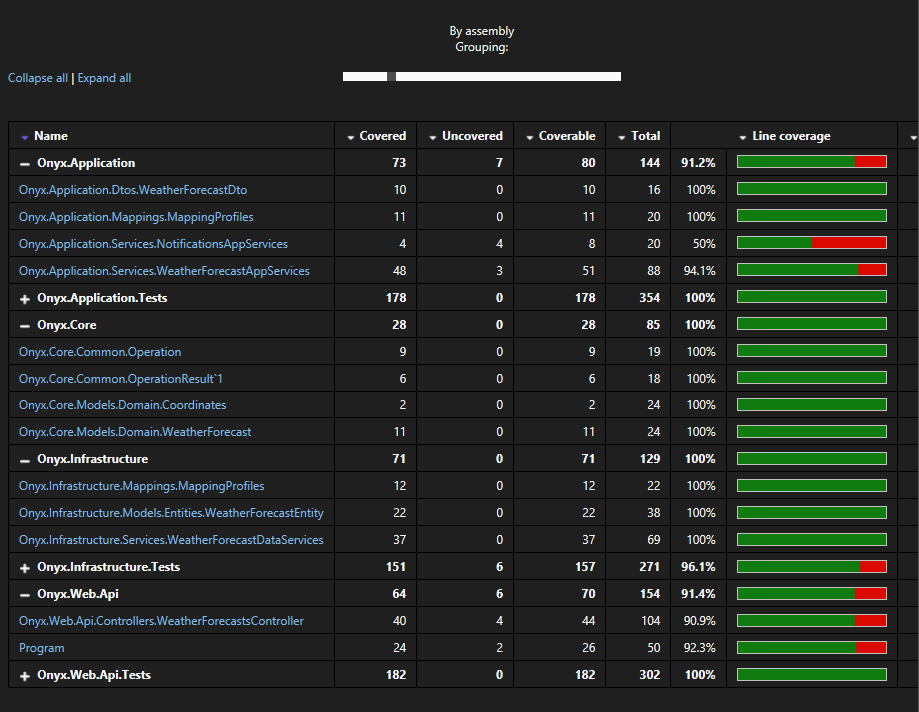 By assembly
Grouping:
Collapse all | Expand all
Name Covered Uncovered Coverable Total Line coverage
Onyx.Application 73 7 80 144 91.2%
Onyx.Application.Dtos.WeatherForecastDto 10 0 10 16 100%
Onyx.Application.Mappings.MappingProfiles 11 0 11 20 100%
Onyx.Application.Services.NotificationsAppServices 4 4 8 20 50%
Onyx.Application.Services.WeatherForecastAppServices 48 3 51 88 94.1%
Onyx.Application.Tests 178 0 178 354 100%
Onyx.Core 28 0 28 85 100%
Onyx.Core.Common.Operation 9 0 9 19 100%
Onyx.Core.Common.OperationResult`1 6 0 6 18 100%
Onyx.Core.Models.Domain.Coordinates 2 0 2 24 100%
Onyx.Core.Models.Domain.WeatherForecast 11 0 11 24 100%
Onyx.Infrastructure 71 0 71 129 100%
Onyx.Infrastructure.Mappings.MappingProfiles 12 0 12 22 100%
Onyx.Infrastructure.Models.Entities.WeatherForecastEntity 22 0 22 38 100%
Onyx.Infrastructure.Services.WeatherForecastDataServices 37 0 37 69 100%
Onyx.Infrastructure.Tests 151 6 157 271 96.1%
Onyx.Web.Api 64 6 70 154 91.4%
Onyx.Web.Api.Controllers.WeatherForecastsController 40 4 44 104 90.9%
Program 24 2 26 50 92.3%
Onyx.Web.Api.Tests 182 0 182 302 100%